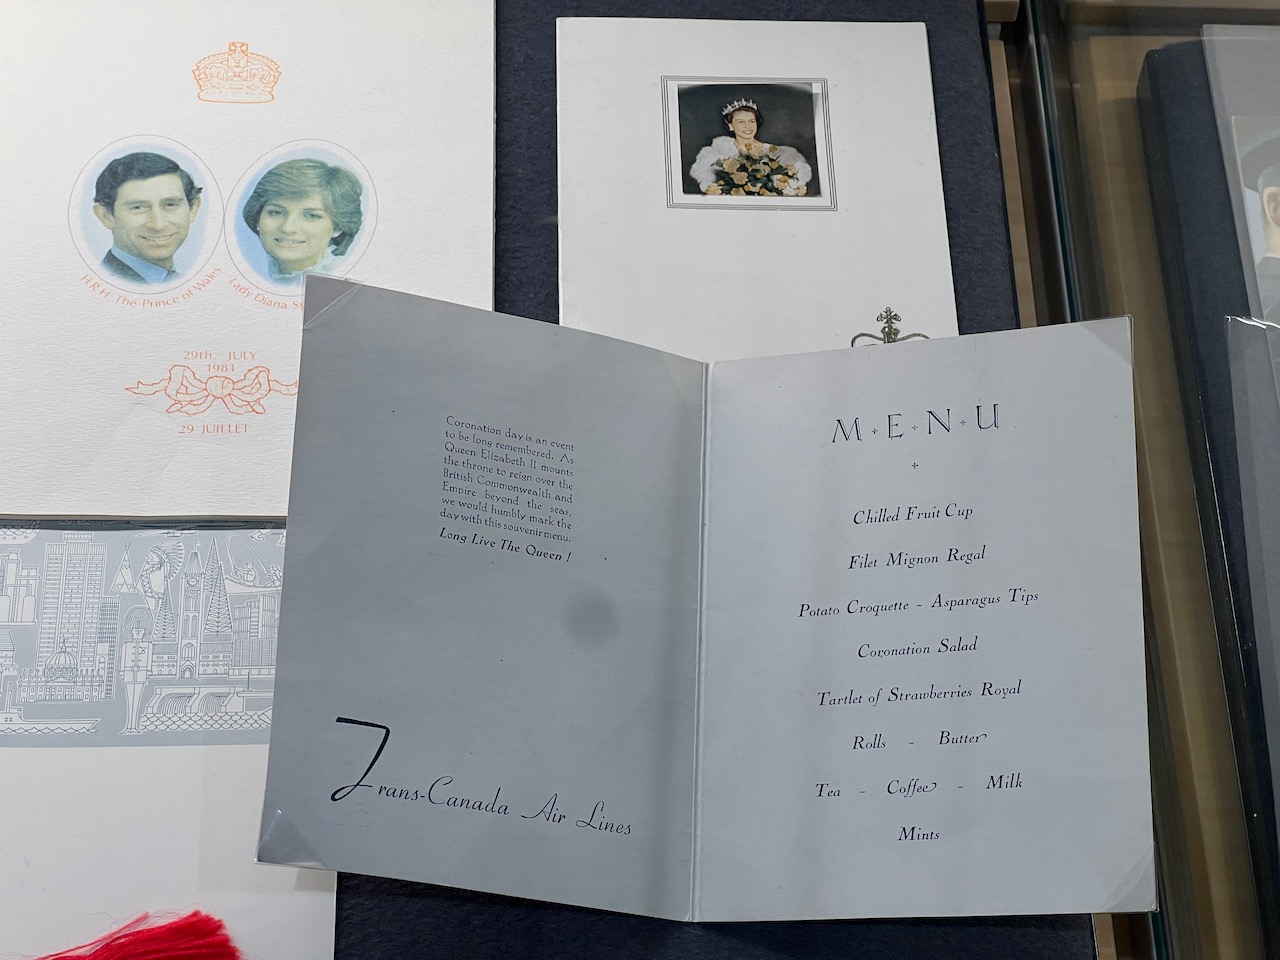 H.R.H. The Prince of Wales
Lady Diana
29th. JULY
1981
29 JUILLET
Coronation day is an event
to be long remembered. As
Queen Elizabeth II mounts
the throne to reign over the
British Commonwealth and
Empire beyond the seas,
we would humbly mark the
day with this souvenir menu.
Long Live The Queen !
Trans-Canada Air Lines
MENU
Chilled Fruit Cup
Filet Mignon Regal
Potato Croquette - Asparagus Tips
Coronation Salad
Tartlet of Strawberries Royal
Rolls - Butter
Tea - Coffee - Milk
Mints